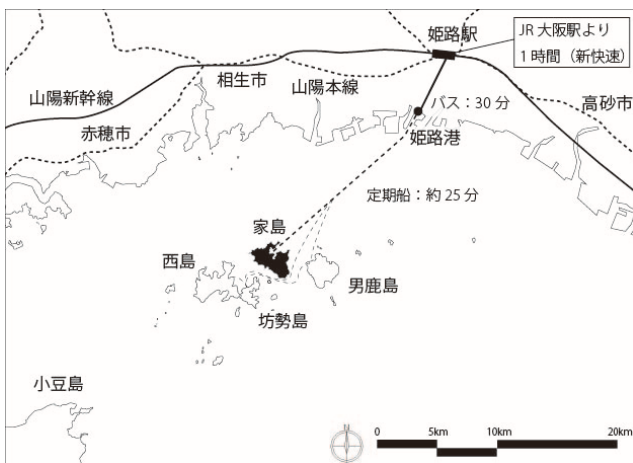 姫路駅
JR 大阪駅より
1 時間（新快速）
相生市
山陽本線
山陽新幹線
バス：30 分
高砂市
赤穂市
姫路港
定期船：約 25 分
家島
西島
男鹿島
坊勢島
小豆島
0
5km
10km
20km